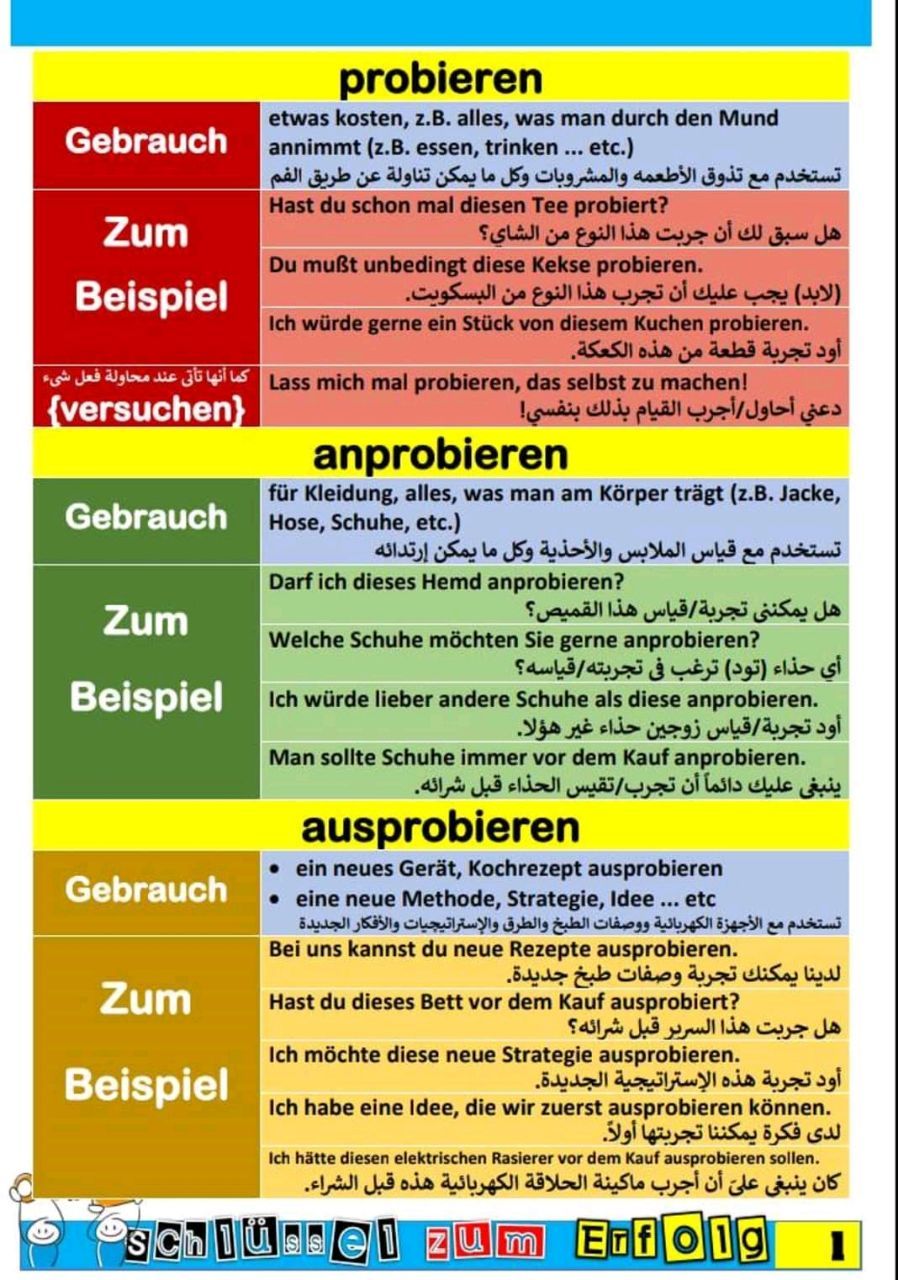 probieren
Gebrauch
etwas kosten, z.B. alles, was man durch den Mund
annimmt (z.B. essen, trinken ... etc.)
تستخدم مع تذوق الأطعمه والمشروبات وكل ما يمكن تناولة عن طريق الفم
Zum
Beispiel
Hast du schon mal diesen Tee probiert?
هل سبق لك أن جربت هذا النوع من الشاي؟
Du mußt unbedingt diese Kekse probieren.
(لابد) يجب عليك أن تجرب هذا النوع من البسكويت.
Ich würde gerne ein Stück von diesem Kuchen probieren.
أود تجربة قطعة من هذه الكعكة.
كما أنها تأتى عند محاولة فعل شىء
{versuchen}
Lass mich mal probieren, das selbst zu machen!
دعني أحاول/أجرب القيام بذلك بنفسي!
anprobieren
Gebrauch
für Kleidung, alles, was man am Körper trägt (z.B. Jacke,
Hose, Schuhe, etc.)
تستخدم مع قياس الملابس والأحذية وكل ما يمكن إرتدائه
Zum
Beispiel
Darf ich dieses Hemd anprobieren?
هل يمكننى تجربة/قياس هذا القميص؟
Welche Schuhe möchten Sie gerne anprobieren?
أي حذاء (تود) ترغب فى تجربته/قياسه؟
Ich würde lieber andere Schuhe als diese anprobieren.
أود تجربة/قياس زوجين حذاء غير هؤلا.
Man sollte Schuhe immer vor dem Kauf anprobieren.
ينبغى عليك دائماً أن تجرب/تقيس الحذاء قبل شرائه.
ausprobieren
Gebrauch
• ein neues Gerät, Kochrezept ausprobieren
• eine neue Methode, Strategie, Idee ... etc
تستخدم مع الأجهزة الكهربائية ووصفات الطبخ والطرق والإستراتيجيات والأفكار الجديدة
Zum
Beispiel
Bei uns kannst du neue Rezepte ausprobieren.
لدينا يمكنك تجربة وصفات طبخ جديدة.
Hast du dieses Bett vor dem Kauf ausprobiert?
هل جربت هذا السرير قبل شرائه؟
Ich möchte diese neue Strategie ausprobieren.
أود تجربة هذه الإستراتيجية الجديدة.
Ich habe eine Idee, die wir zuerst ausprobieren können.
لدى فكرة يمكننا تجربتها أولاً.
Ich hätte diesen elektrischen Rasierer vor dem Kauf ausprobieren sollen.
كان ينبغى علىَ أن أجرب ماكينة الحلاقة الكهربائية هذه قبل الشراء.
schlüssel zum Erfolg
1